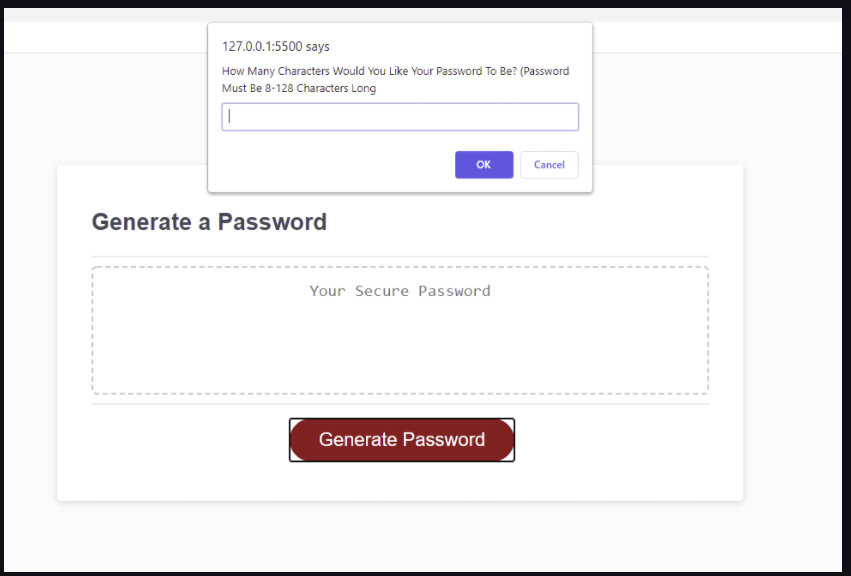 127.0.0.1:5500 says
How Many Characters Would You Like Your Password To Be? (Password
Must Be 8-128 Characters Long
OK
Cancel
Generate a Password
Your Secure Password
Generate Password